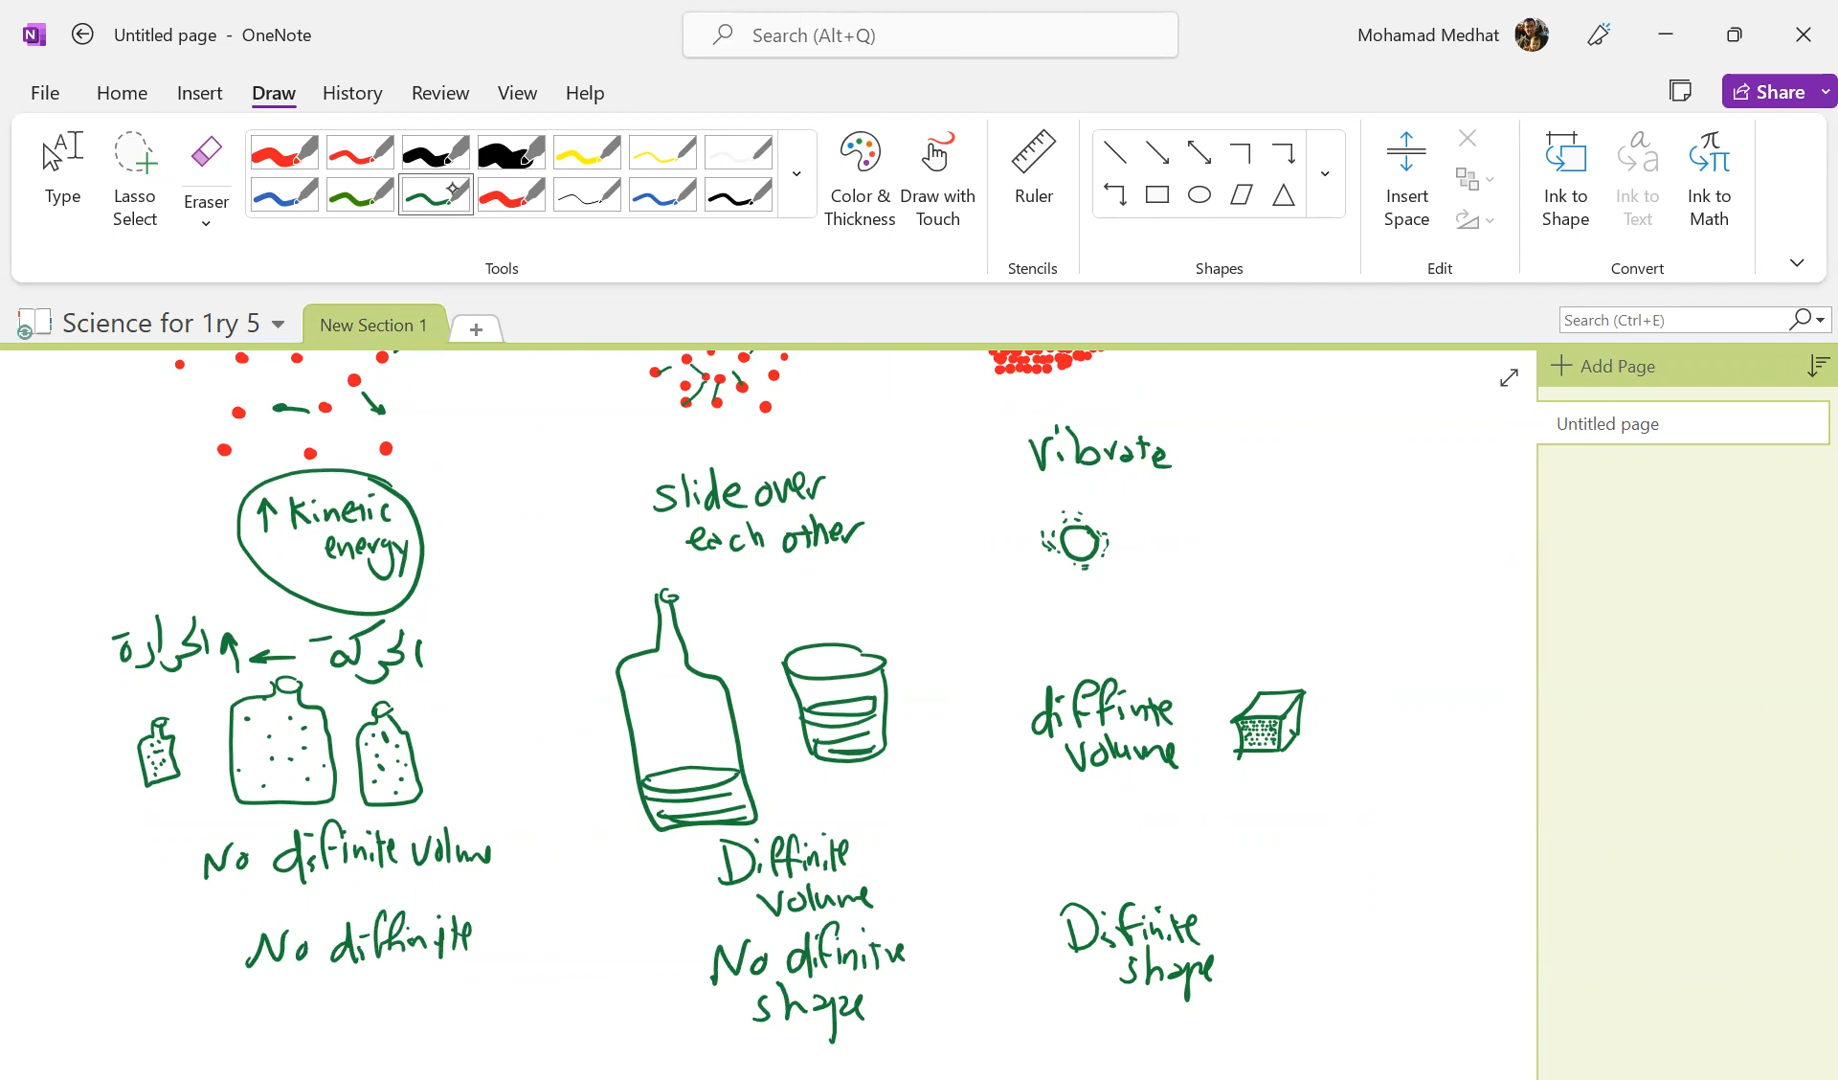 Untitled page - OneNote
Search (Alt+Q)
Mohamad Medhat
File Home Insert Draw History Review View Help
Share
Type
Lasso Select
Eraser
Color & Thickness
Draw with Touch
Ruler
Insert Space
Ink to Shape
Ink to Text
Ink to Math
Tools
Stencils
Shapes
Edit
Convert
Science for 1ry 5
New Section 1
Search (Ctrl+E)
Add Page
Untitled page
↑ Kinetic
energy
slide over
each other
Vibrate
diffinte
volume
No difinite volume
No diffinite
Diffinite
volume
No difinitve
shape
Difinite
shape